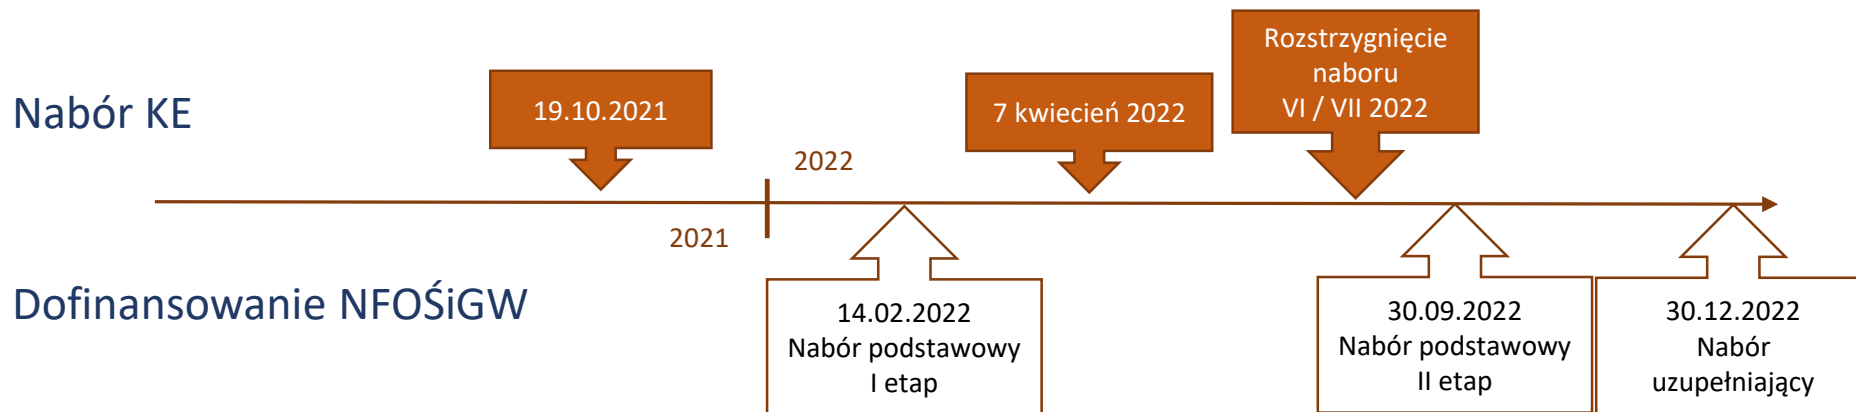 Nabór KE
19.10.2021
7 kwiecień 2022
Rozstrzygnięcie
naboru
VI / VII 2022
2022
2021
Dofinansowanie NFOŚiGW
14.02.2022
Nabór podstawowy
I etap
30.09.2022
Nabór podstawowy
II etap
30.12.2022
Nabór
uzupełniający